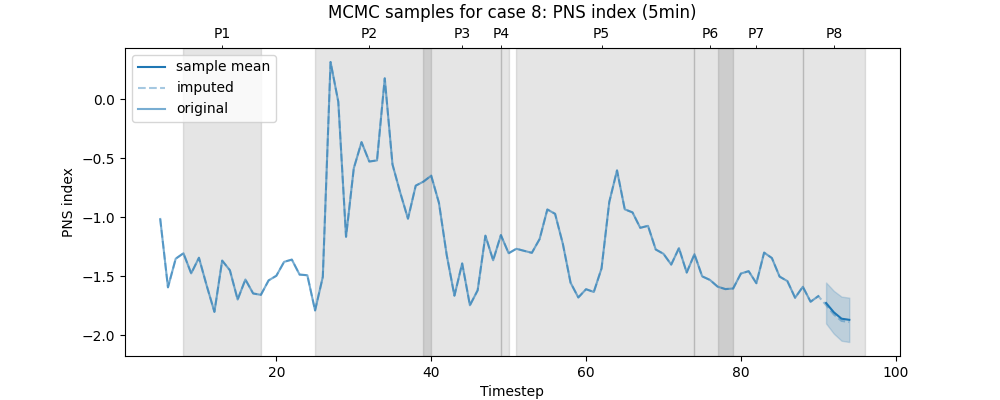 MCMC samples for case 8: PNS index (5min)
P1 P2 P3 P4 P5 P6 P7 P8
sample mean
imputed
original
0.0
−0.5
−1.0
−1.5
−2.0
PNS index
20 40 60 80 100
Timestep